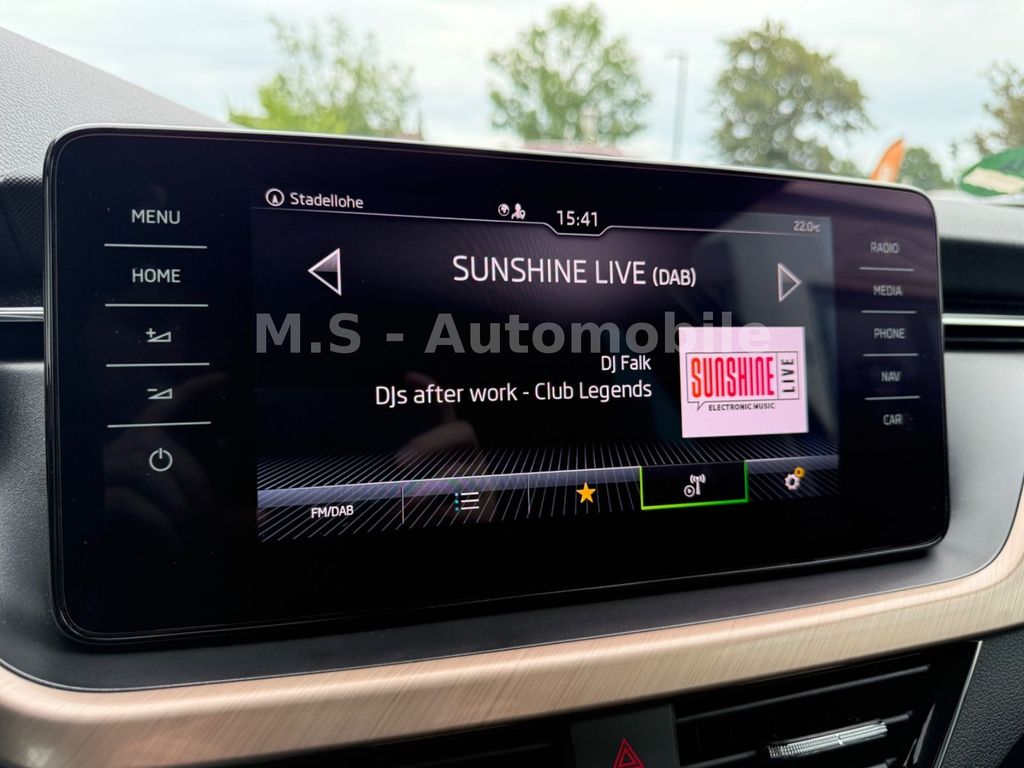 Stadellohe
15:41
22.0°C
MENU
HOME
SUNSHINE LIVE (DAB)
RADIO
MEDIA
PHONE
NAV
CAR
M.S - Automobile
DJ Falk
DJs after work - Club Legends
SUNSHINE
LIVE
ELECTRONIC MUSIC.
FM/DAB